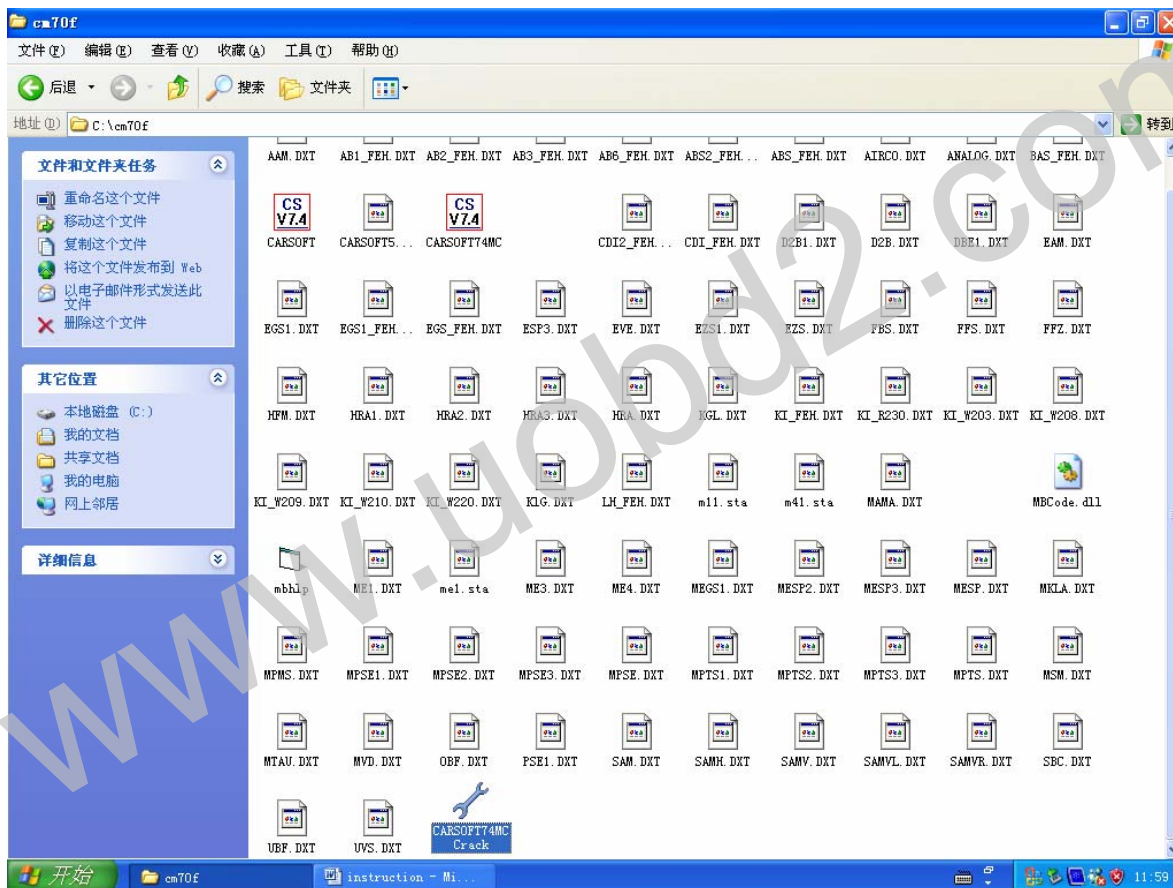 cm70f
文件(F) 编辑(E) 查看(V) 收藏(A) 工具(T) 帮助(H)
后退 搜索 文件夹
地址(D) C:\cm70f 转到
文件和文件夹任务
重命名这个文件
移动这个文件
复制这个文件
将这个文件发布到 Web
以电子邮件形式发送此
文件
删除这个文件
其它位置
本地磁盘 (C:)
我的文档
共享文档
我的电脑
网上邻居
详细信息
AAM.DXT AB1_FEH.DXT AB2_FEH.DXT AB3_FEH.DXT AB6_FEH.DXT ABS2_FEH... ABS_FEH.DXT AIRCO.DXT ANALOG.DXT BAS_FEH.DXT
CS V7.4 CS V7.4
CARSOFT CARSOFT5... CARSOFT74MC CDI2_FEH... CDI_FEH.DXT D2B1.DXT D2B.DXT DBE1.DXT EAM.DXT
EGS1.DXT EGS1_FEH... EGS_FEH.DXT ESP3.DXT EVE.DXT EZS1.DXT EZS.DXT FBS.DXT FFS.DXT FFZ.DXT
HFM.DXT HRA1.DXT HRA2.DXT HRA3.DXT HRA.DXT KGL.DXT KI_FEH.DXT KI_R230.DXT KI_W203.DXT KI_W208.DXT
KI_W209.DXT KI_W210.DXT KI_W220.DXT KLG.DXT LH_FEH.DXT m11.sta m41.sta MAMA.DXT MBCode.dll
mbhlp ME1.DXT me1.sta ME3.DXT ME4.DXT MEGS1.DXT MESP2.DXT MESP3.DXT MESP.DXT MKLA.DXT
MPMS.DXT MPSE1.DXT MPSE2.DXT MPSE3.DXT MPSE.DXT MPTS1.DXT MPTS2.DXT MPTS3.DXT MPTS.DXT MSM.DXT
MTAU.DXT MVD.DXT OBF.DXT PSE1.DXT SAM.DXT SAMH.DXT SAMV.DXT SAMVL.DXT SAMVR.DXT SBC.DXT
UBF.DXT UVS.DXT CARSOFT74MC
Crack
www.uobd2.com
开始 cm70f instruction - Mi... 11:59